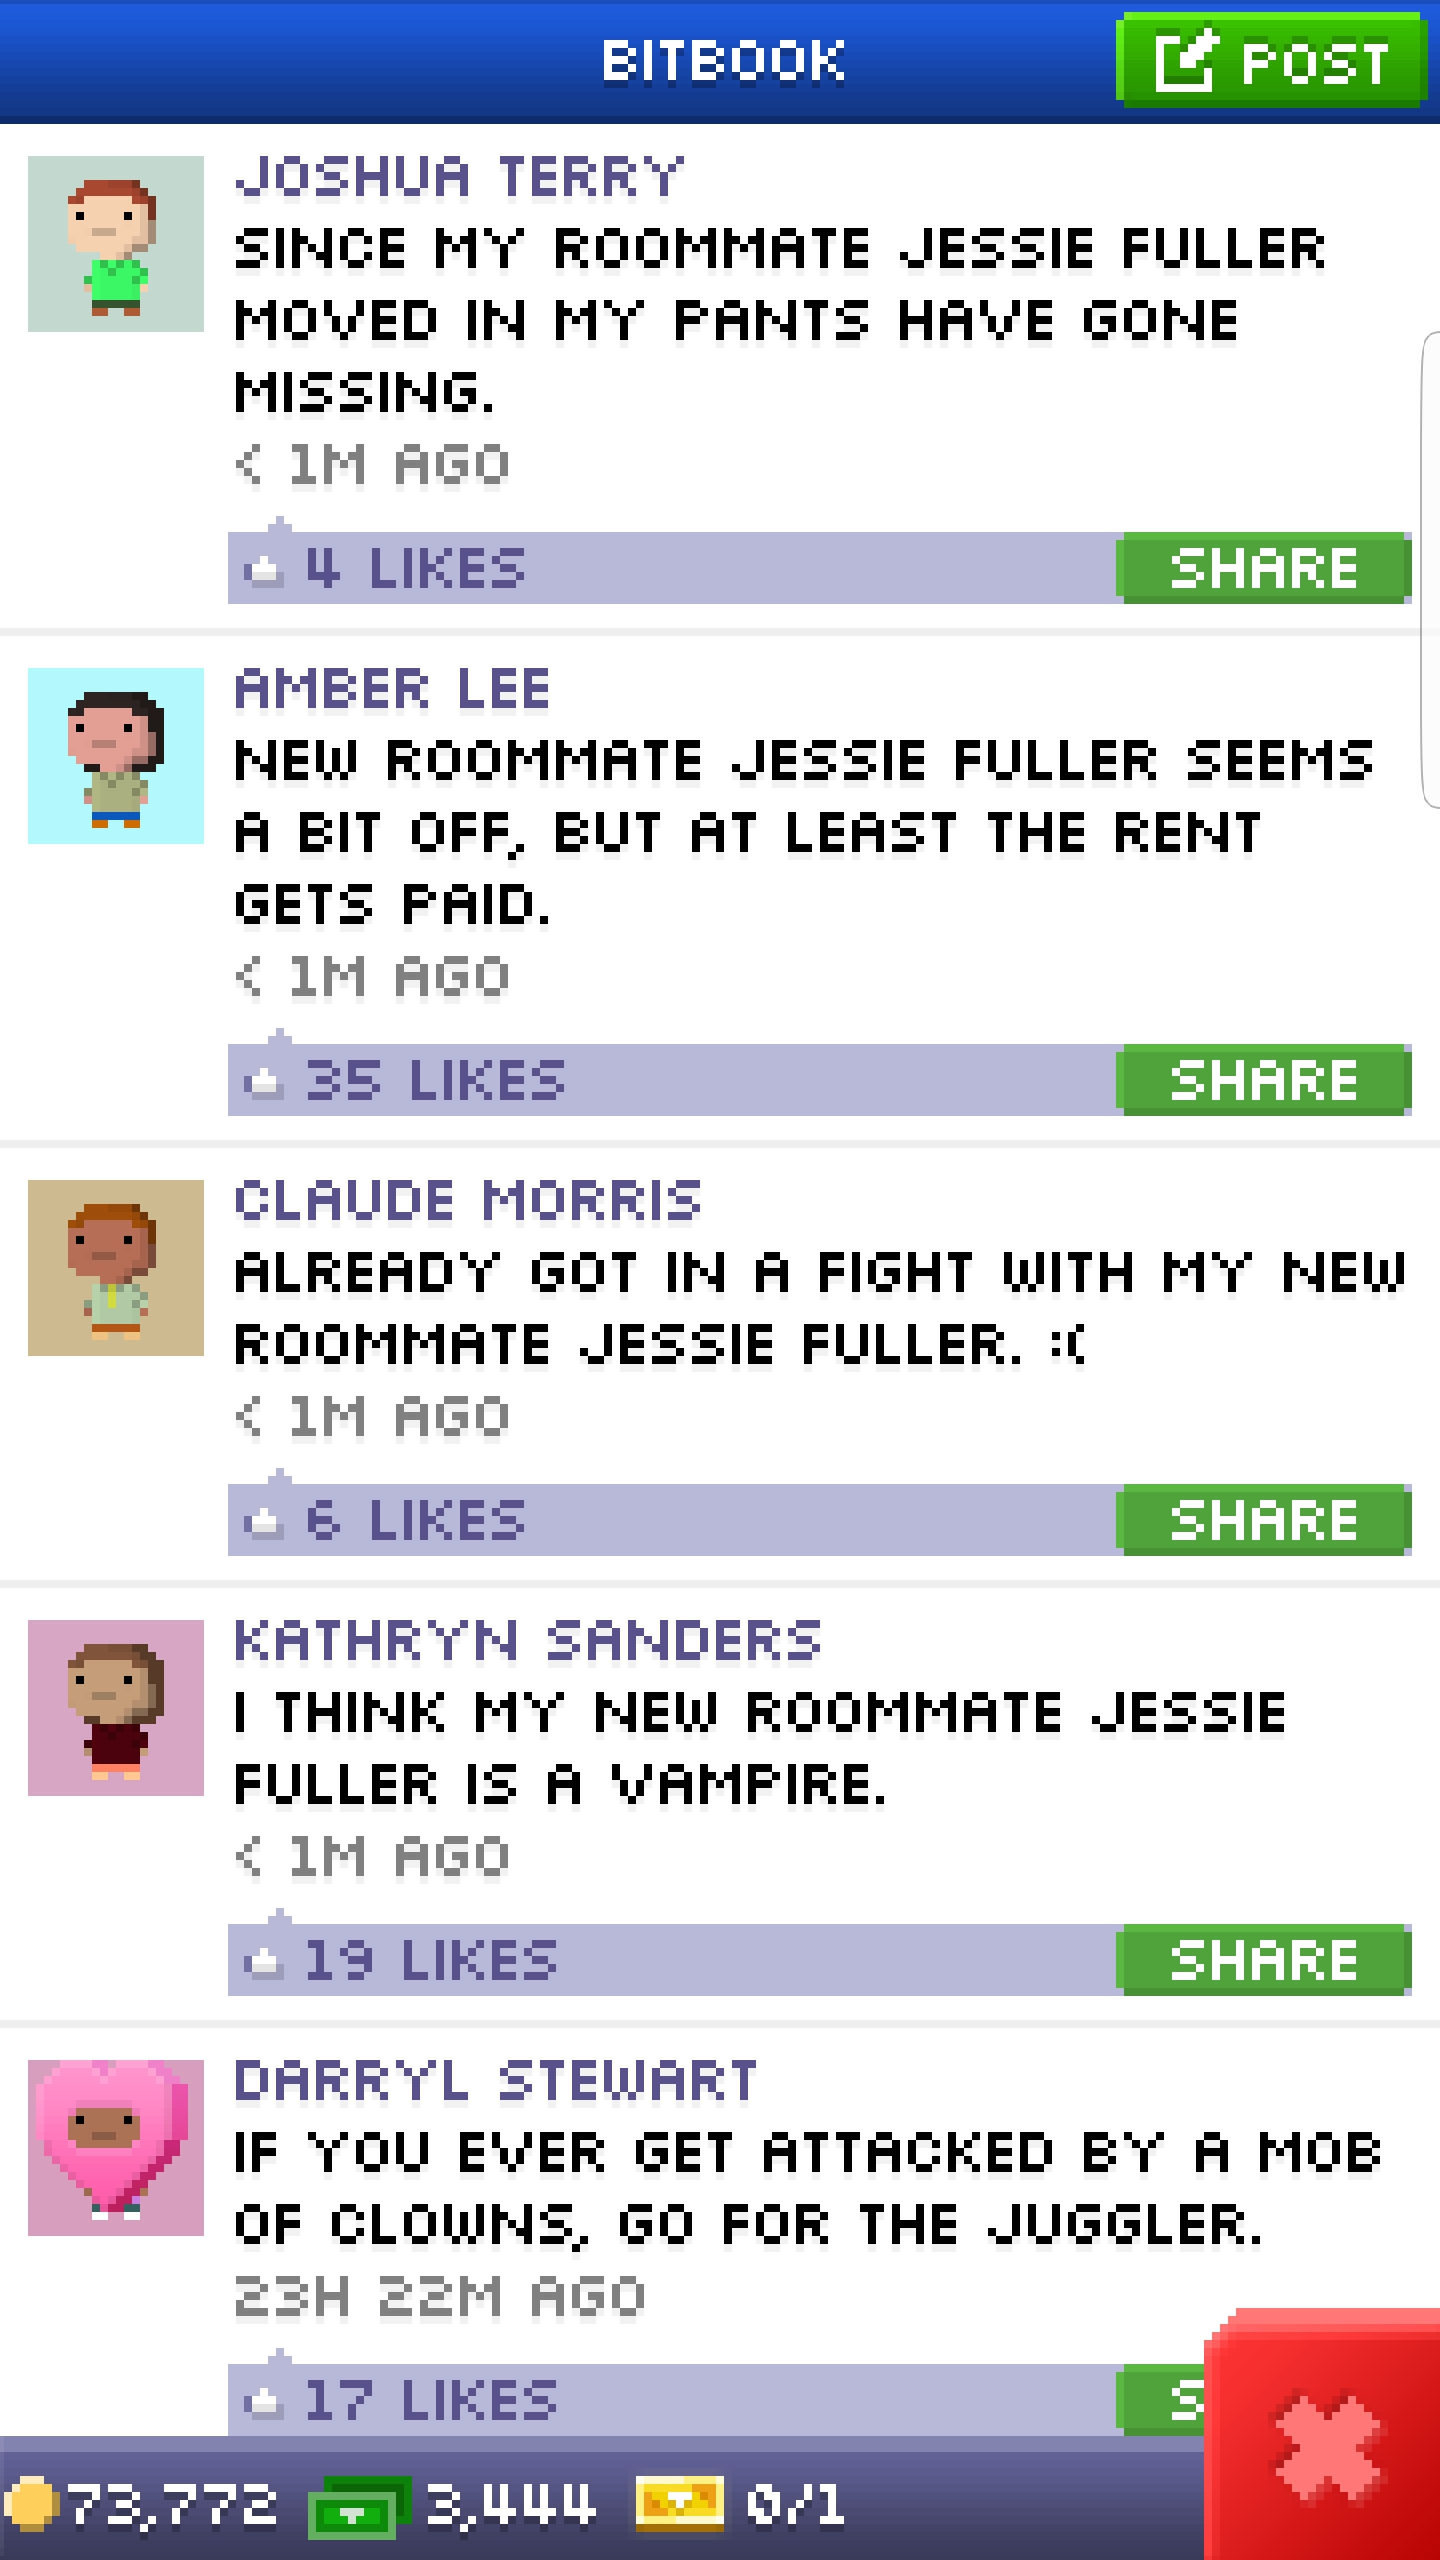 BITBOOK
POST
JOSHUA TERRY
SINCE MY ROOMMATE JESSIE FULLER
MOVED IN MY PANTS HAVE GONE
MISSING.
< 1M AGO
4 LIKES
SHARE
AMBER LEE
NEW ROOMMATE JESSIE FULLER SEEMS
A BIT OFF, BUT AT LEAST THE RENT
GETS PAID.
< 1M AGO
35 LIKES
SHARE
CLAUDE MORRIS
ALREADY GOT IN A FIGHT WITH MY NEW
ROOMMATE JESSIE FULLER. :(
< 1M AGO
6 LIKES
SHARE
KATHRYN SANDERS
I THINK MY NEW ROOMMATE JESSIE
FULLER IS A VAMPIRE.
< 1M AGO
19 LIKES
SHARE
DARRYL STEWART
IF YOU EVER GET ATTACKED BY A MOB
OF CLOWNS, GO FOR THE JUGGLER.
23H 22M AGO
17 LIKES
S
73,772
3,444
0/1